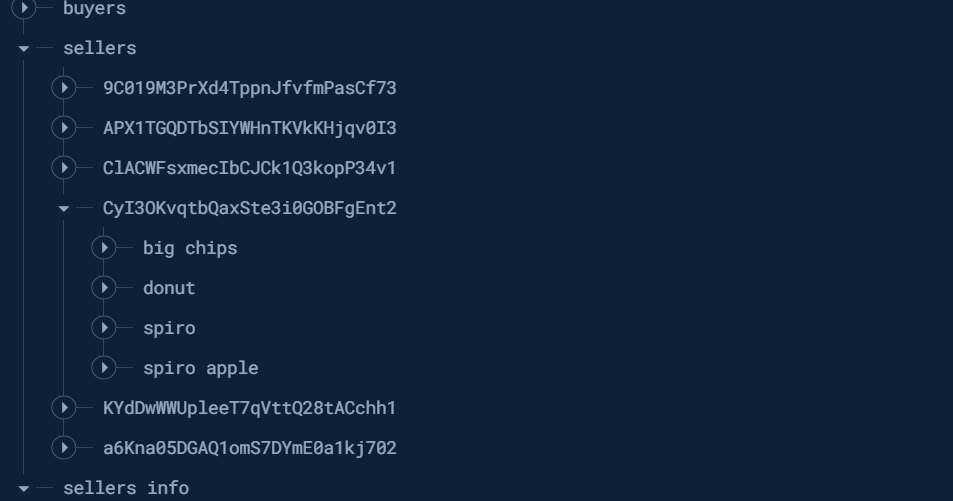 buyers
sellers
9C019M3PrXd4TppnJfvfmPasCf73
APX1TGQDTbSIYWHnTKVkKHjqv0I3
ClACWFsxmecIbCJCk1Q3kopP34v1
CyI3OKvqtbQaxSte3i0GOBFgEnt2
big chips
donut
spiro
spiro apple
KYdDwWWUpleeT7qVttQ28tACchh1
a6Kna05DGAQ1omS7DYmE0a1kj702
sellers info